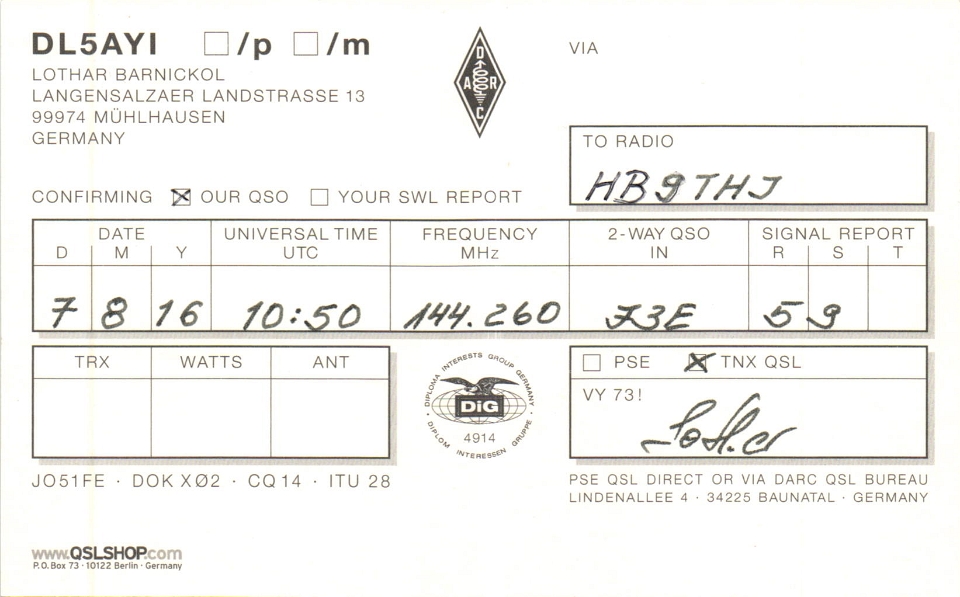 DL5AYI ☐/p ☐/m
LOTHAR BARNICKOL
LANGENSALZAER LANDSTRASSE 13
99974 MÜHLHAUSEN
GERMANY
D
A R
C
VIA
TO RADIO
HB9THJ
CONFIRMING ☒ OUR QSO ☐ YOUR SWL REPORT
DATE UNIVERSAL TIME FREQUENCY 2-WAY QSO SIGNAL REPORT
D M Y UTC MHz IN R S T
7 8 16 10:50 144.260 J3E 5 9
TRX WATTS ANT
DIPLOMA INTERESTS GROUP GERMANY
DiG
4914
DIPLOM INTERESSEN GRUPPE
☐ PSE ☒ TNX QSL
VY 73!
Lothar
JO51FE · DOK XØ2 · CQ 14 · ITU 28
PSE QSL DIRECT OR VIA DARC QSL BUREAU
LINDENALLEE 4 · 34225 BAUNATAL · GERMANY
www.QSLSHOP.com
P.O. Box 73 · 10122 Berlin · Germany